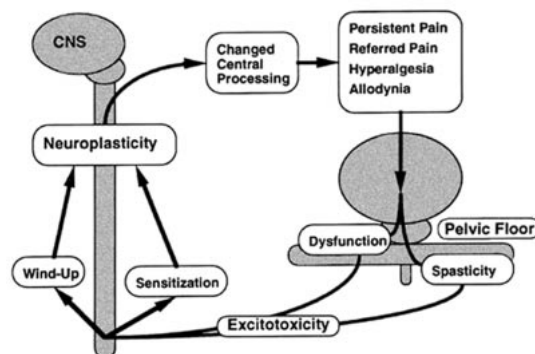 CNS
Changed
Central
Processing
Persistent Pain
Referred Pain
Hyperalgesia
Allodynia
Neuroplasticity
Wind-Up
Sensitization
Dysfunction
Pelvic Floor
Spasticity
Excitotoxicity